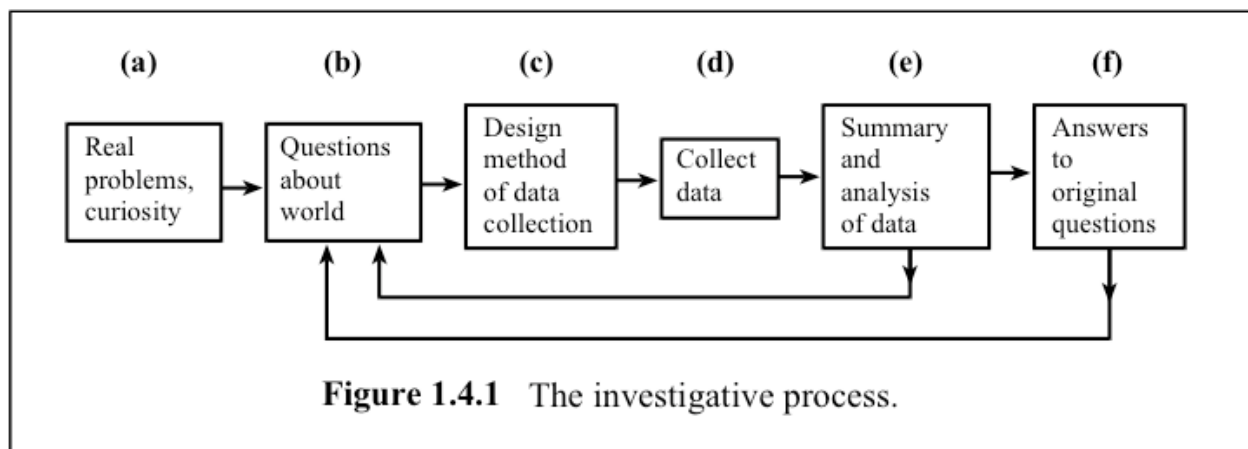 (a)
(b)
(c)
(d)
(e)
(f)
Real
problems,
curiosity
Questions
about
world
Design
method
of data
collection
Collect
data
Summary
and
analysis
of data
Answers
to
original
questions
Figure 1.4.1 The investigative process.